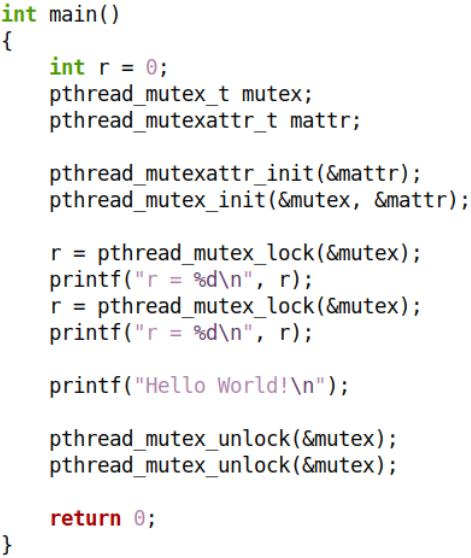 int main()
{
    int r = 0;
    pthread_mutex_t mutex;
    pthread_mutexattr_t mattr;

    pthread_mutexattr_init(&mattr);
    pthread_mutex_init(&mutex, &mattr);

    r = pthread_mutex_lock(&mutex);
    printf("r = %d\n", r);
    r = pthread_mutex_lock(&mutex);
    printf("r = %d\n", r);

    printf("Hello World!\n");

    pthread_mutex_unlock(&mutex);
    pthread_mutex_unlock(&mutex);

    return 0;
}